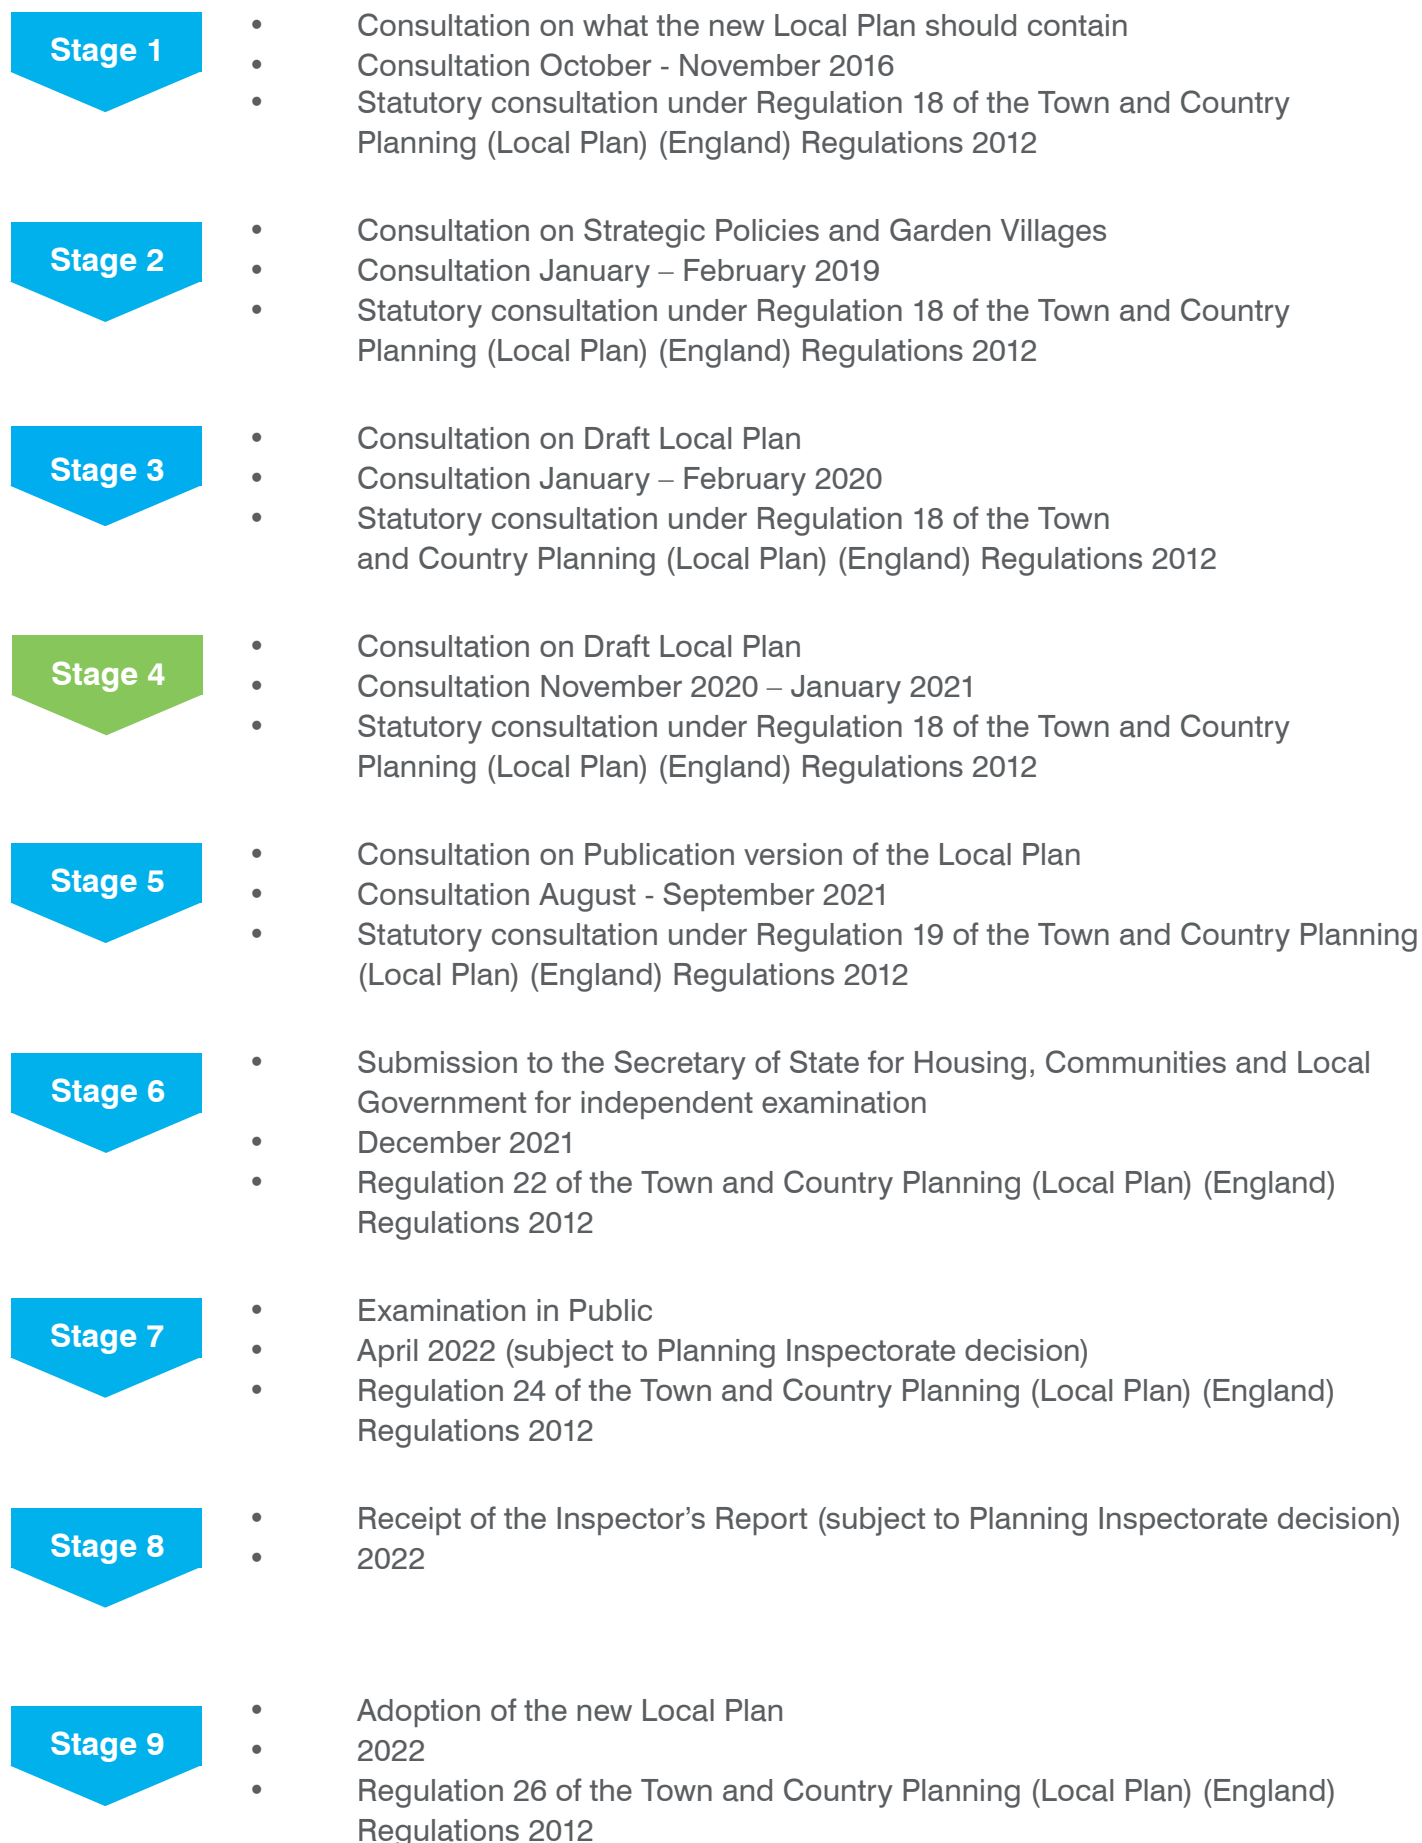 Stage 1
• Consultation on what the new Local Plan should contain
• Consultation October - November 2016
• Statutory consultation under Regulation 18 of the Town and Country
Planning (Local Plan) (England) Regulations 2012
Stage 2
• Consultation on Strategic Policies and Garden Villages
• Consultation January – February 2019
• Statutory consultation under Regulation 18 of the Town and Country
Planning (Local Plan) (England) Regulations 2012
Stage 3
• Consultation on Draft Local Plan
• Consultation January – February 2020
• Statutory consultation under Regulation 18 of the Town
and Country Planning (Local Plan) (England) Regulations 2012
Stage 4
• Consultation on Draft Local Plan
• Consultation November 2020 – January 2021
• Statutory consultation under Regulation 18 of the Town and Country
Planning (Local Plan) (England) Regulations 2012
Stage 5
• Consultation on Publication version of the Local Plan
• Consultation August - September 2021
• Statutory consultation under Regulation 19 of the Town and Country Planning
(Local Plan) (England) Regulations 2012
Stage 6
• Submission to the Secretary of State for Housing, Communities and Local
Government for independent examination
• December 2021
• Regulation 22 of the Town and Country Planning (Local Plan) (England)
Regulations 2012
Stage 7
• Examination in Public
• April 2022 (subject to Planning Inspectorate decision)
• Regulation 24 of the Town and Country Planning (Local Plan) (England)
Regulations 2012
Stage 8
• Receipt of the Inspector’s Report (subject to Planning Inspectorate decision)
• 2022
Stage 9
• Adoption of the new Local Plan
• 2022
• Regulation 26 of the Town and Country Planning (Local Plan) (England)
Regulations 2012